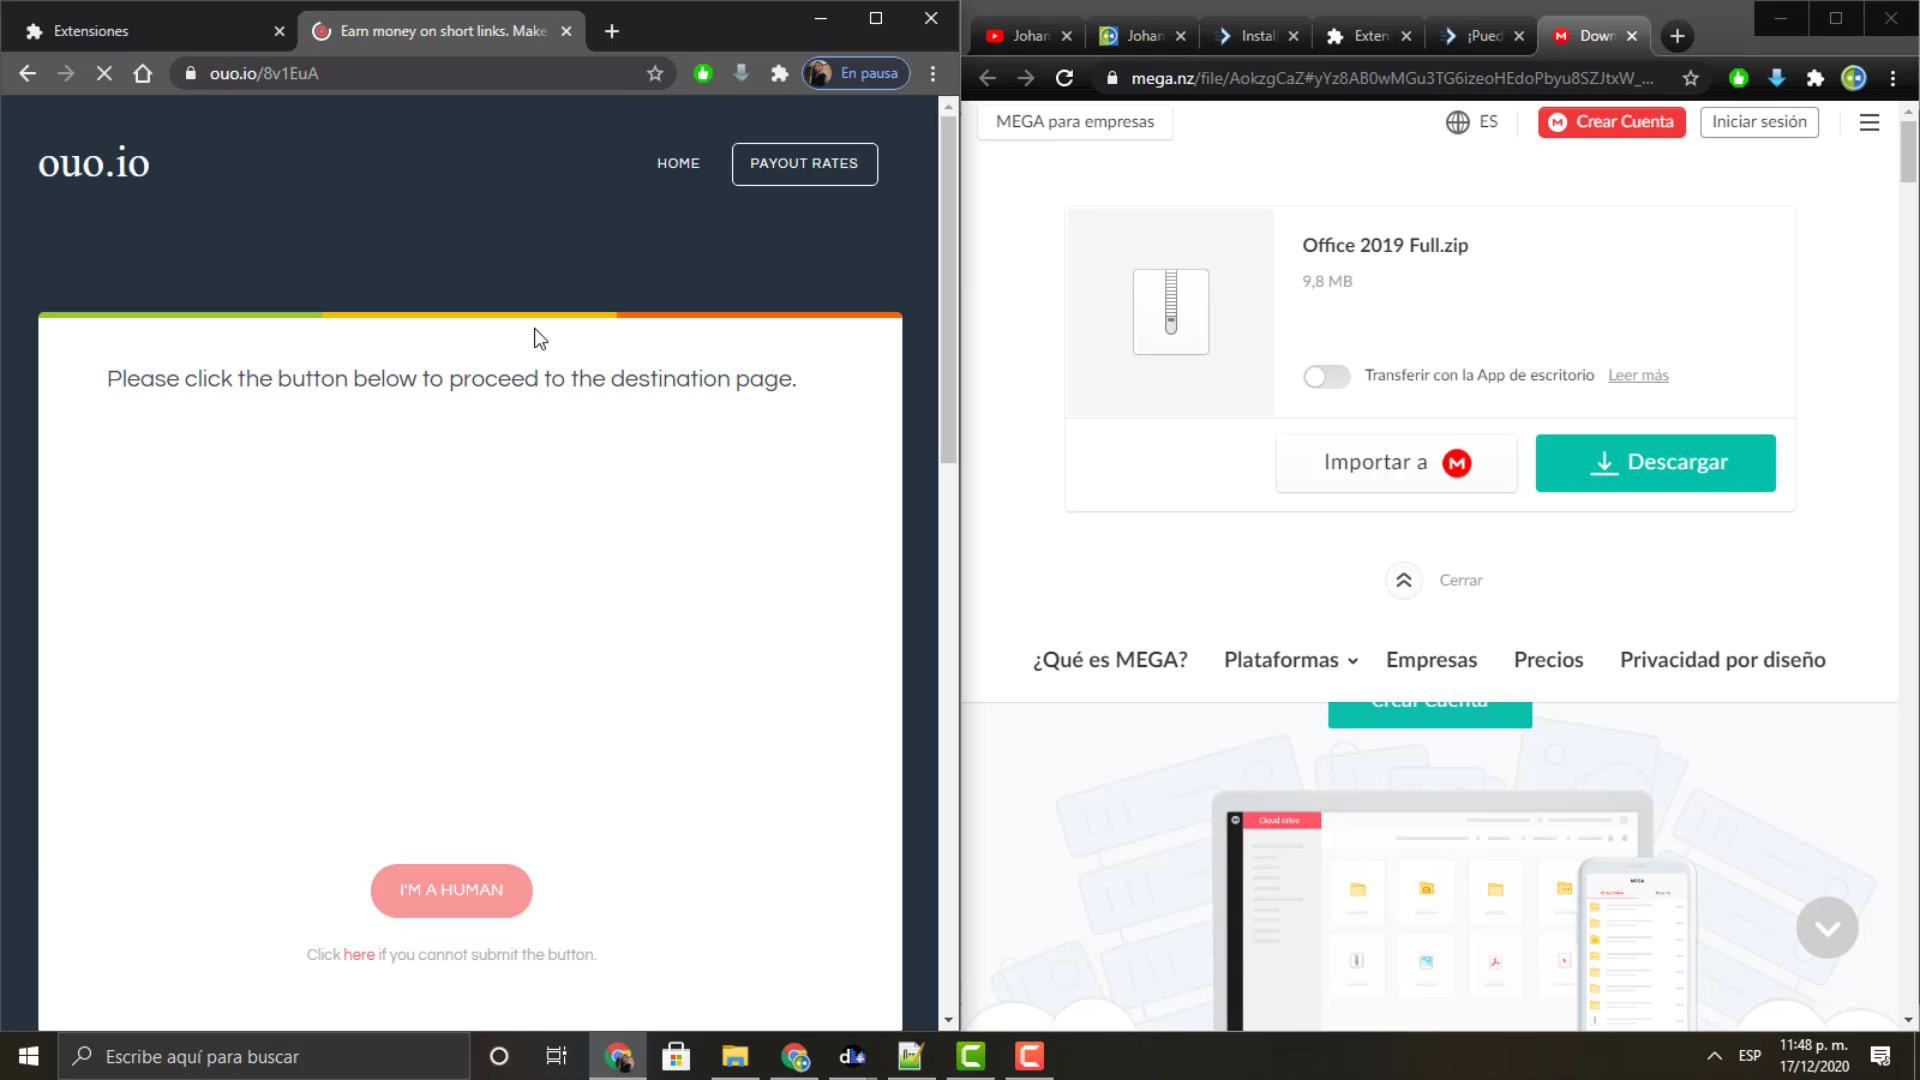 Extensiones
Earn money on short links. Make
ouo.io/8v1EuA
En pausa
ouo.io
HOME
PAYOUT RATES
Please click the button below to proceed to the destination page.
I'M A HUMAN
Click here if you cannot submit the button.
Johan
Johan
Instal
Exten
¡Pued
Down
mega.nz/file/AokzgCaZ#yYz8AB0wMGu3TG6izeoHEdoPbyu8SZJtxW_...
MEGA para empresas
ES
Crear Cuenta
Iniciar sesión
Office 2019 Full.zip
9,8 MB
Transferir con la App de escritorio Leer más
Importar a
Descargar
Cerrar
¿Qué es MEGA?
Plataformas
Empresas
Precios
Privacidad por diseño
Crear Cuenta
Cloud drive
MEGA
Escribe aquí para buscar
ESP
11:48 p. m.
17/12/2020